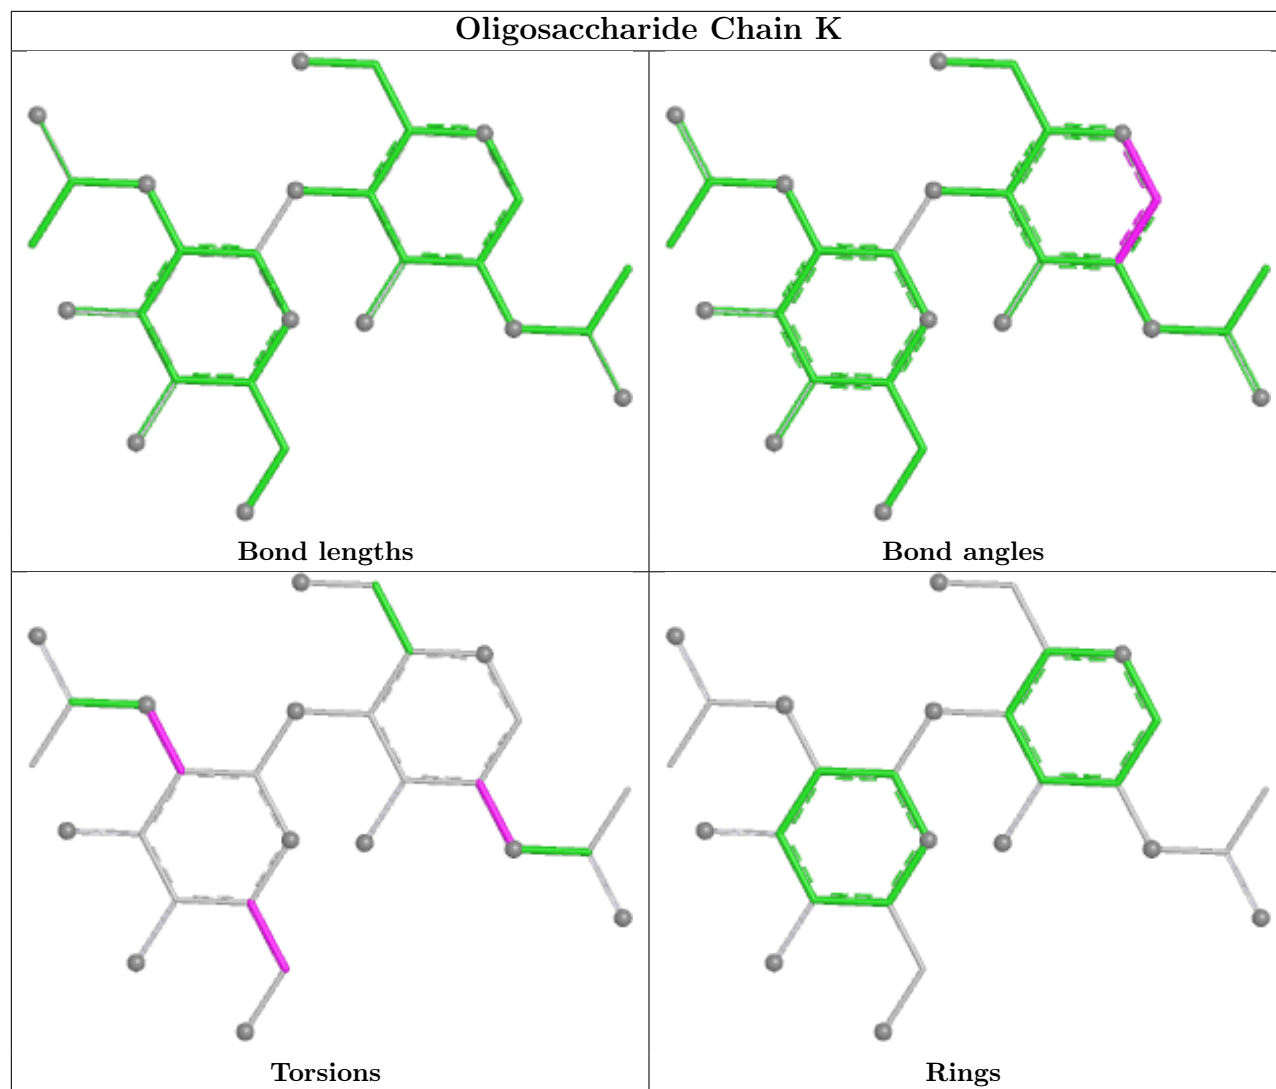 Oligosaccharide Chain K
Bond lengths
Bond angles
Torsions
Rings